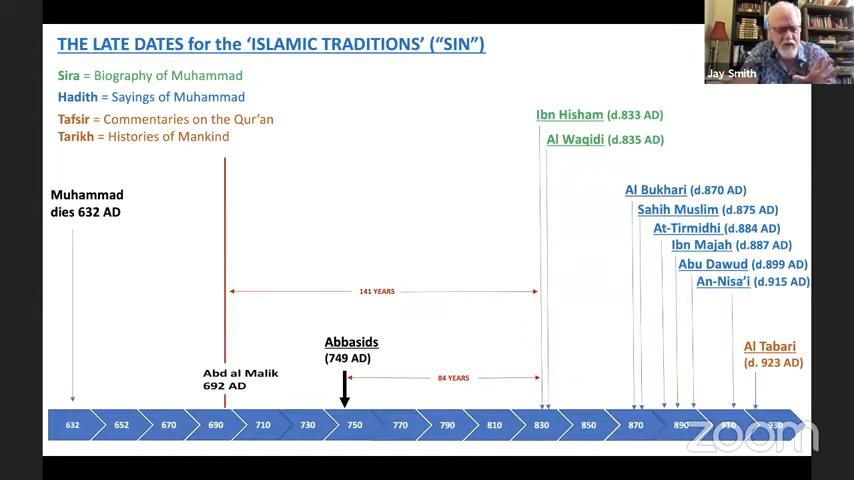 THE LATE DATES for the ‘ISLAMIC TRADITIONS’ (“SIN”)
Sira = Biography of Muhammad
Hadith = Sayings of Muhammad
Tafsir = Commentaries on the Qur’an
Tarikh = Histories of Mankind
Jay Smith
Ibn Hisham (d.833 AD)
Al Waqidi (d.835 AD)
Muhammad
dies 632 AD
Al Bukhari (d.870 AD)
Sahih Muslim (d.875 AD)
At-Tirmidhi (d.884 AD)
Ibn Majah (d.887 AD)
Abu Dawud (d.899 AD)
An-Nisa’i (d.915 AD)
141 YEARS
Abbasids
(749 AD)
Al Tabari
(d. 923 AD)
Abd al Malik
692 AD
84 YEARS
632 652 670 690 710 730 750 770 790 810 830 850 870 890 910 930
zoom